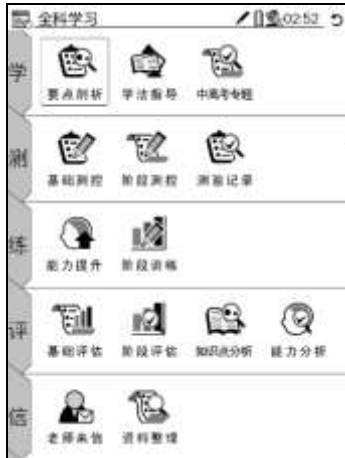 全科学习 02:52
学
要点剖析 学法指导 中高考专题
测
基础测控 阶段测控 测验记录
练
能力提升 阶段训练
评
基础评估 阶段评估 知识点分析 能力分析
信
老师来信 资料整理